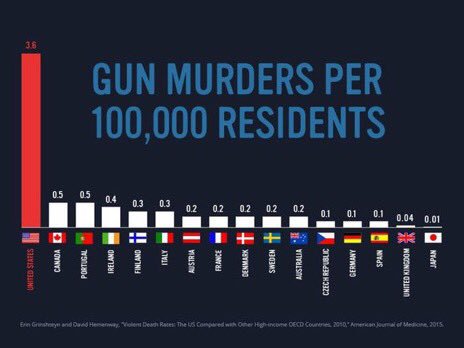 3.6
GUN MURDERS PER
100,000 RESIDENTS
0.5 0.5 0.4 0.3 0.3 0.2 0.2 0.2 0.2 0.2 0.1 0.1 0.1 0.04 0.01
UNITED STATES
CANADA
PORTUGAL
IRELAND
FINLAND
ITALY
AUSTRIA
FRANCE
DENMARK
SWEDEN
AUSTRALIA
CZECH REPUBLIC
GERMANY
SPAIN
UNITED KINGDOM
JAPAN
Erin Grinshteyn and David Hemenway, "Violent Death Rates: The US Compared with Other High-income OECD Countries, 2010," American Journal of Medicine, 2015.